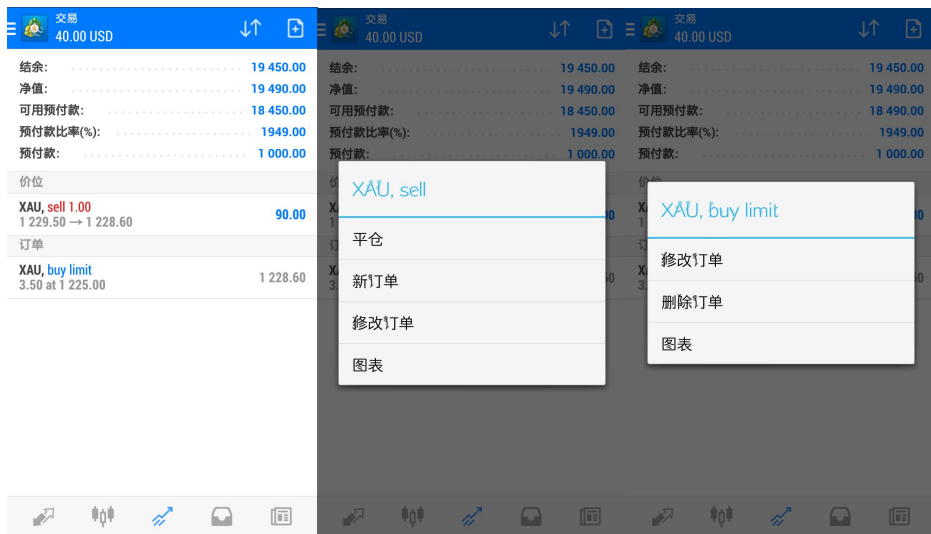 交易
40.00 USD
结余: 19 450.00
净值: 19 490.00
可用预付款: 18 450.00
预付款比率(%): 1949.00
预付款: 1 000.00
价位
XAU, sell 1.00
1 229.50 → 1 228.60
90.00
订单
XAU, buy limit
3.50 at 1 225.00
1 228.60
交易
40.00 USD
结余: 19 450.00
净值: 19 490.00
可用预付款: 18 450.00
预付款比率(%): 1949.00
预付款: 1 000.00
XAU, sell
平仓
新订单
修改订单
图表
交易
40.00 USD
结余: 19 450.00
净值: 19 490.00
可用预付款: 18 490.00
预付款比率(%): 1949.00
预付款: 1 000.00
价位
XAU, buy limit
修改订单
删除订单
图表